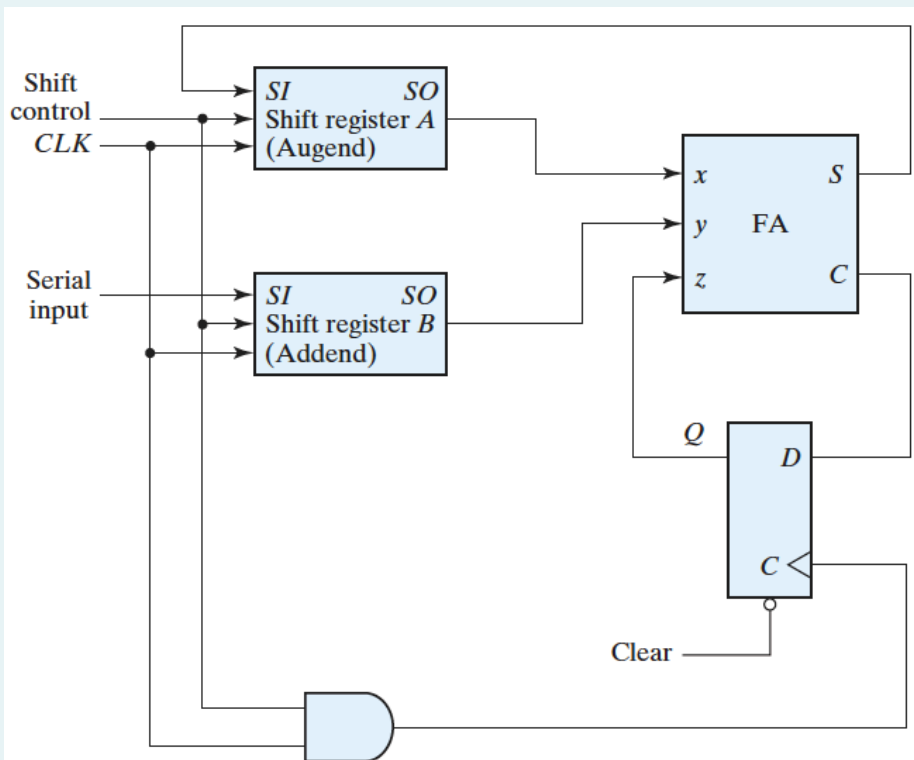 Shift
control
CLK
SI SO
Shift register A
(Augend)
x S
y FA
z C
Serial
input
SI SO
Shift register B
(Addend)
Q
D
C
Clear